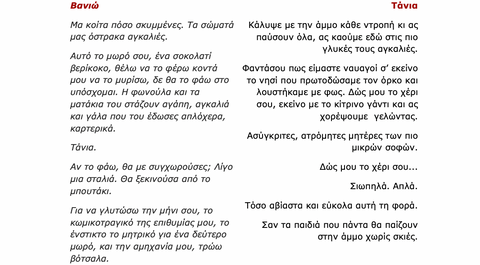 Βανιώ
Μα κοίτα πόσο σκυμμένες. Τα σώματά
μας όστρακα αγκαλιές.
Αυτό το μωρό σου, ένα σοκολατί
βερίκοκο, θέλω να το φέρω κοντά
μου να το μυρίσω, δε θα το φάω στο
υπόσχομαι. Η φωνούλα και τα
ματάκια του στάζουν αγάπη, αγκαλιά
και γάλα που του έδωσες απλόχερα,
καρτερικά.
Τάνια.
Αν το φάω, θα με συγχωρούσες; Λίγο
μια σταλιά. Θα ξεκινούσα από το
μπουτάκι.
Για να γλυτώσω την μήνι σου, το
κωμικοτραγικό της επιθυμίας μου, το
ένστικτο το μητρικό για ένα δεύτερο
μωρό, και την αμηχανία μου, τρώω
βότσαλα.
Τάνια
Κάλυψε με την άμμο κάθε ντροπή κι ας
παύσουν όλα, ας καούμε εδώ στις πιο
γλυκές τους αγκαλιές.
Φαντάσου πως είμαστε ναυαγοί σ’ εκείνο
το νησί που πρωτοδώσαμε τον όρκο και
λουστήκαμε με φως. Δώς μου το χέρι
σου, εκείνο με το κίτρινο γάντι και ας
χορέψουμε γελώντας.
Ασύγκριτες, ατρόμητες μητέρες των πιο
μικρών σοφών.
Δώς μου το χέρι σου...
Σιωπηλά. Απλά.
Τόσο αβίαστα και εύκολα αυτή τη φορά.
Σαν τα παιδιά που πάντα θα παίζουν
στην άμμο χωρίς σκιές.